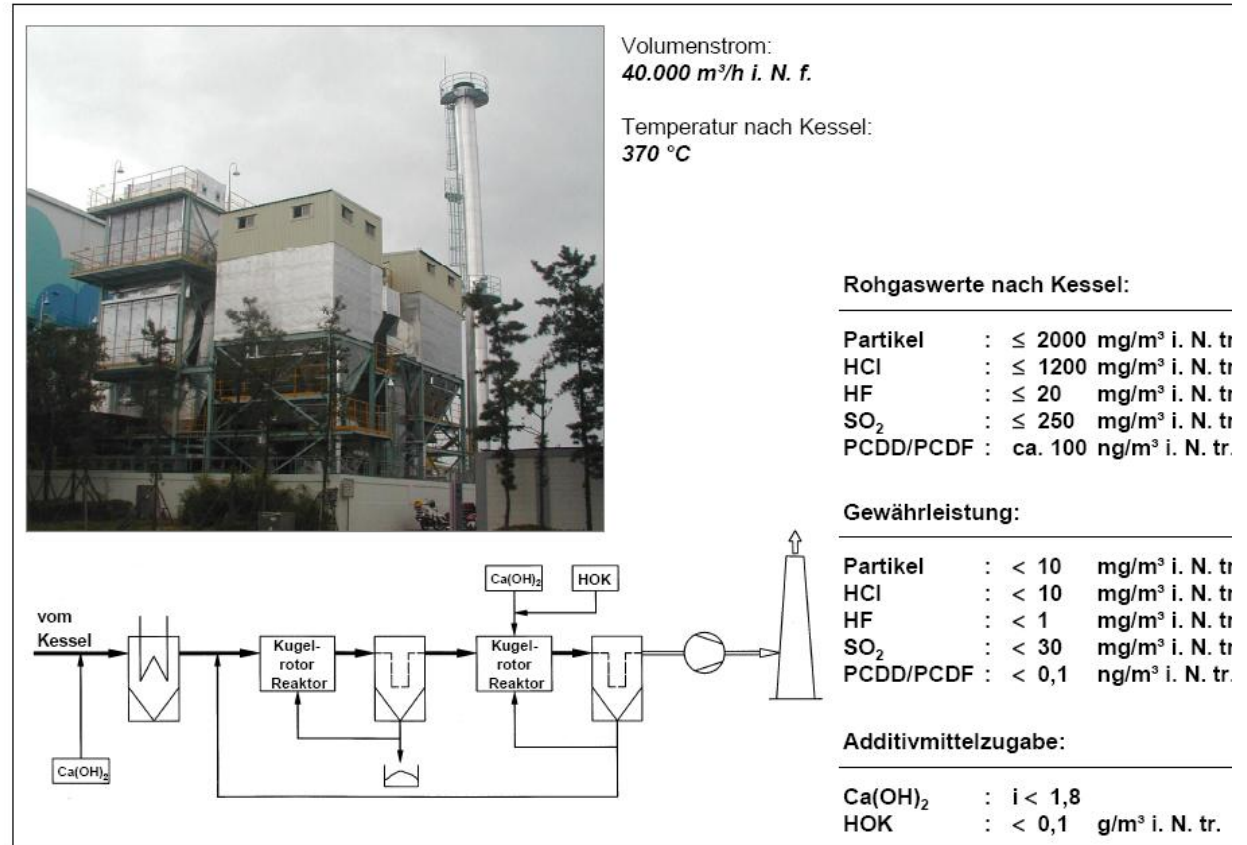 Volumenstrom:
40.000 m³/h i. N. f.
Temperatur nach Kessel:
370 °C
Rohgaswerte nach Kessel:
Partikel : ≤ 2000 mg/m³ i. N. tr
HCl : ≤ 1200 mg/m³ i. N. tr
HF : ≤ 20 mg/m³ i. N. tr
SO₂ : ≤ 250 mg/m³ i. N. tr
PCDD/PCDF : ca. 100 ng/m³ i. N. tr.
Gewährleistung:
Partikel : < 10 mg/m³ i. N. tr
HCl : < 10 mg/m³ i. N. tr
HF : < 1 mg/m³ i. N. tr
SO₂ : < 30 mg/m³ i. N. tr
PCDD/PCDF : < 0,1 ng/m³ i. N. tr.
Additivmittelzugabe:
Ca(OH)₂ : i < 1,8
HOK : < 0,1 g/m³ i. N. tr.
vom
Kessel
Ca(OH)₂
Kugel-
rotor
Reaktor
Ca(OH)₂
HOK
Kugel-
rotor
Reaktor